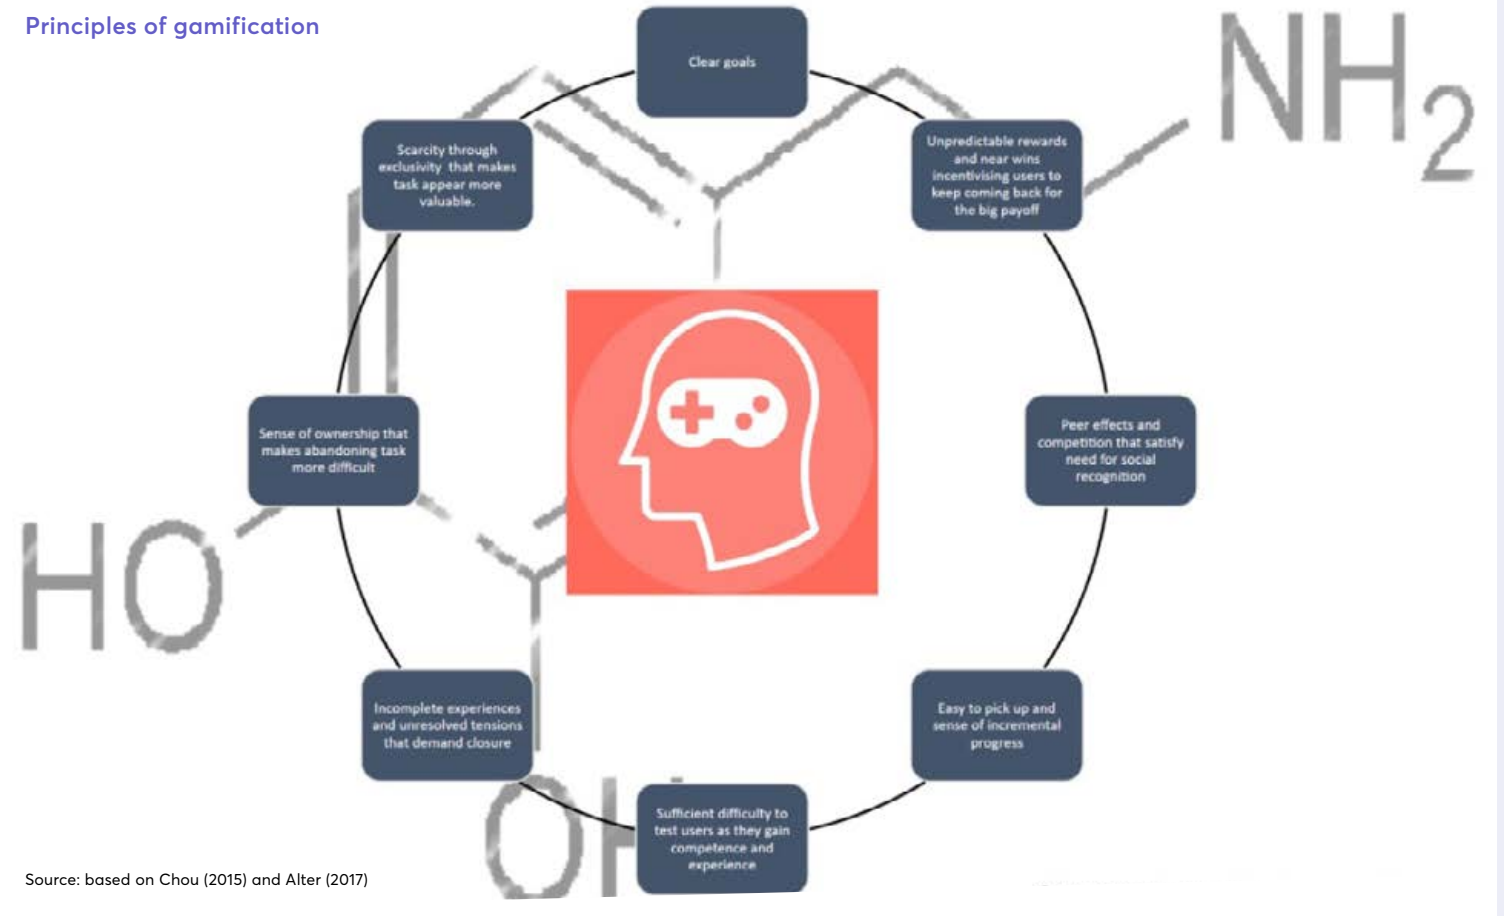 Principles of gamification
Clear goals
Unpredictable rewards
and near wins
incentivising users to
keep coming back for
the big payoff
Peer effects and
competition that satisfy
need for social
recognition
Easy to pick up and
sense of incremental
progress
Sufficient difficulty to
test users as they gain
competence and
experience
Incomplete experiences
and unresolved tensions
that demand closure
Sense of ownership that
makes abandoning task
more difficult
Scarcity through
exclusivity that makes
task appear more
valuable.
NH2
HO
OH
Source: based on Chou (2015) and Alter (2017)